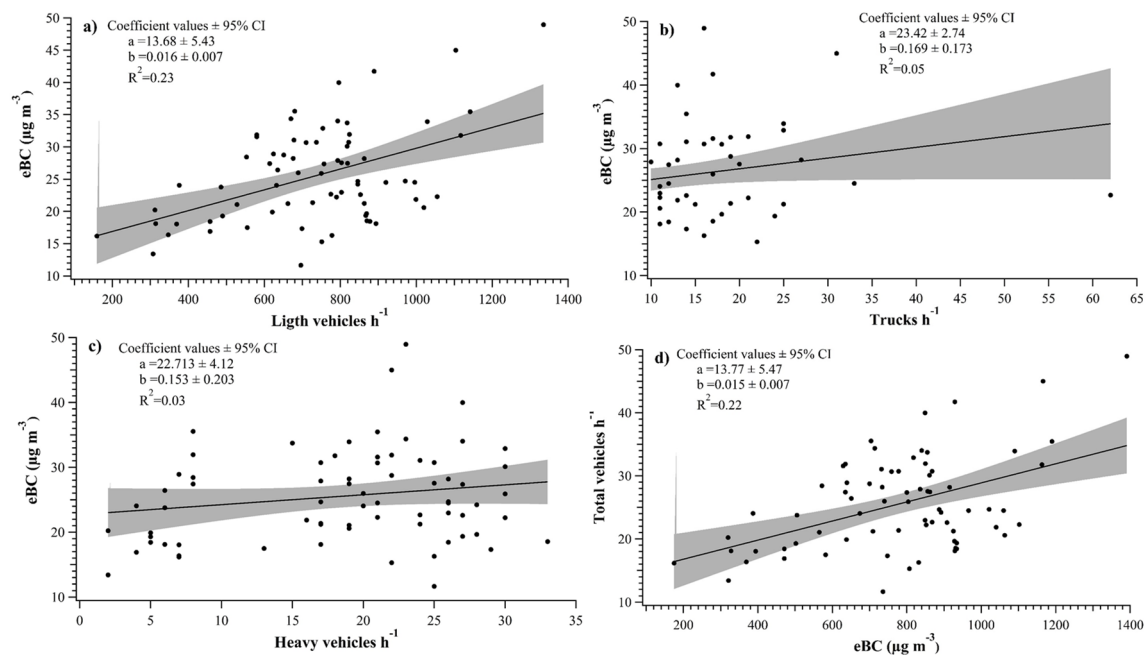 a) Coefficient values ± 95% CI
a =13.68 ± 5.43
b =0.016 ± 0.007
R²=0.23
50
45
40
35
30
25
20
15
10
eBC (µg m⁻³)
200 400 600 800 1000 1200 1400
Ligth vehicles h⁻¹
b)
Coefficient values ± 95% CI
a =23.42 ± 2.74
b =0.169 ± 0.173
R²=0.05
50
45
40
35
30
25
20
15
10
eBC (µg m⁻³)
10 15 20 25 30 35 40 45 50 55 60 65
Trucks h⁻¹
c)
Coefficient values ± 95% CI
a =22.713 ± 4.12
b =0.153 ± 0.203
R²=0.03
50
40
30
20
10
eBC (µg m⁻³)
0 5 10 15 20 25 30 35
Heavy vehicles h⁻¹
d)
Coefficient values ± 95% CI
a =13.77 ± 5.47
b =0.015 ± 0.007
R²=0.22
50
40
30
20
10
Total vehicles h⁻¹
200 400 600 800 1000 1200 1400
eBC (µg m⁻³)